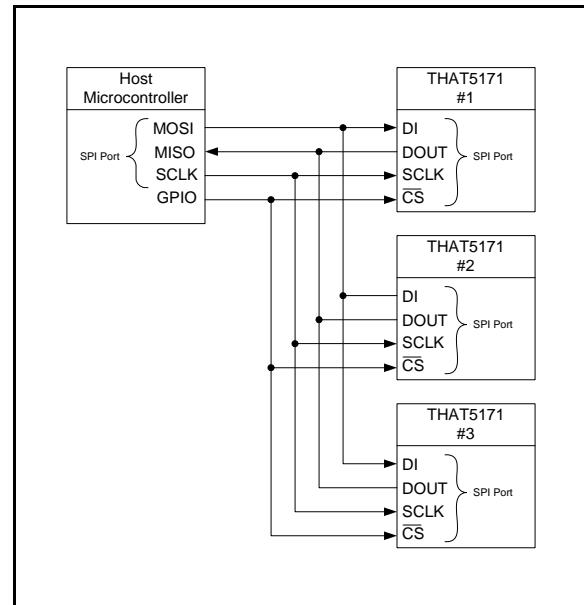 Host
Microcontroller
SPI Port
MOSI
MISO
SCLK
GPIO
THAT5171
#1
DI
DOUT
SCLK
CS
SPI Port
THAT5171
#2
DI
DOUT
SCLK
CS
SPI Port
THAT5171
#3
DI
DOUT
SCLK
CS
SPI Port